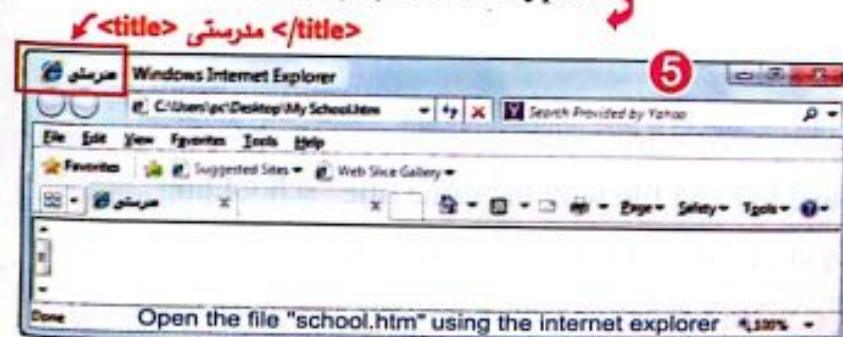 <title> مدرستي </title>
5
مدرستي Windows Internet Explorer
C:\Users\pc\Desktop\My School.htm Search Provided by Yahoo
File Edit View Favorites Tools Help
Favorites Suggested Sites Web Slice Gallery
مدرستي Page Safety Tools
Done Open the file "school.htm" using the internet explorer 100%